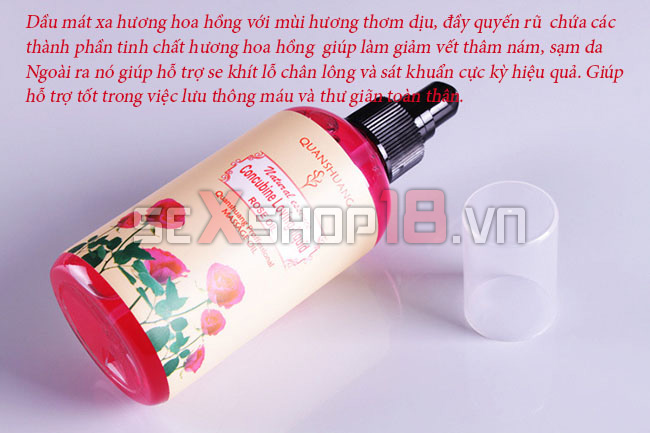 Dầu mát xa hương hoa hồng với mùi hương thơm dịu, đầy quyến rũ chứa các
thành phần tinh chất hương hoa hồng giúp làm giảm vết thâm nám, sạm da
Ngoài ra nó giúp hỗ trợ se khít lỗ chân lông và sát khuẩn cực kỳ hiệu quả. Giúp
hỗ trợ tốt trong việc lưu thông máu và thư giãn toàn thân.
QUANSHUANG
Natural
Concubine
ROSE
Quanshuang
MASSAGE OIL
SEXSHOP18.VN